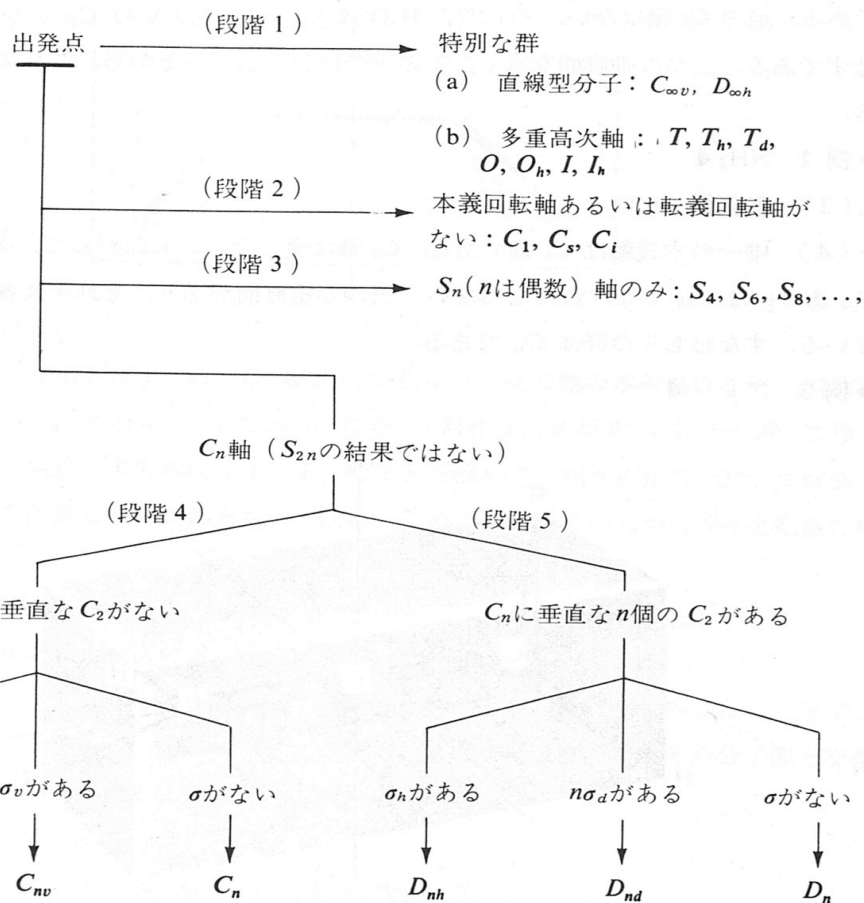 出発点
(段階1)
特別な群
(a) 直線型分子: C∞v, D∞h
(b) 多重高次軸: T, Th, Td,
O, Oh, I, Ih
(段階2)
本義回転軸あるいは転義回転軸が
ない: C1, Cs, Ci
(段階3)
Sn(nは偶数)軸のみ: S4, S6, S8, ...,
Cn軸(S2nの結果ではない)
(段階4)
(段階5)
垂直なC2がない
Cnに垂直なn個のC2がある
σvがある
σがない
σhがある
nσdがある
σがない
Cnv
Cn
Dnh
Dnd
Dn